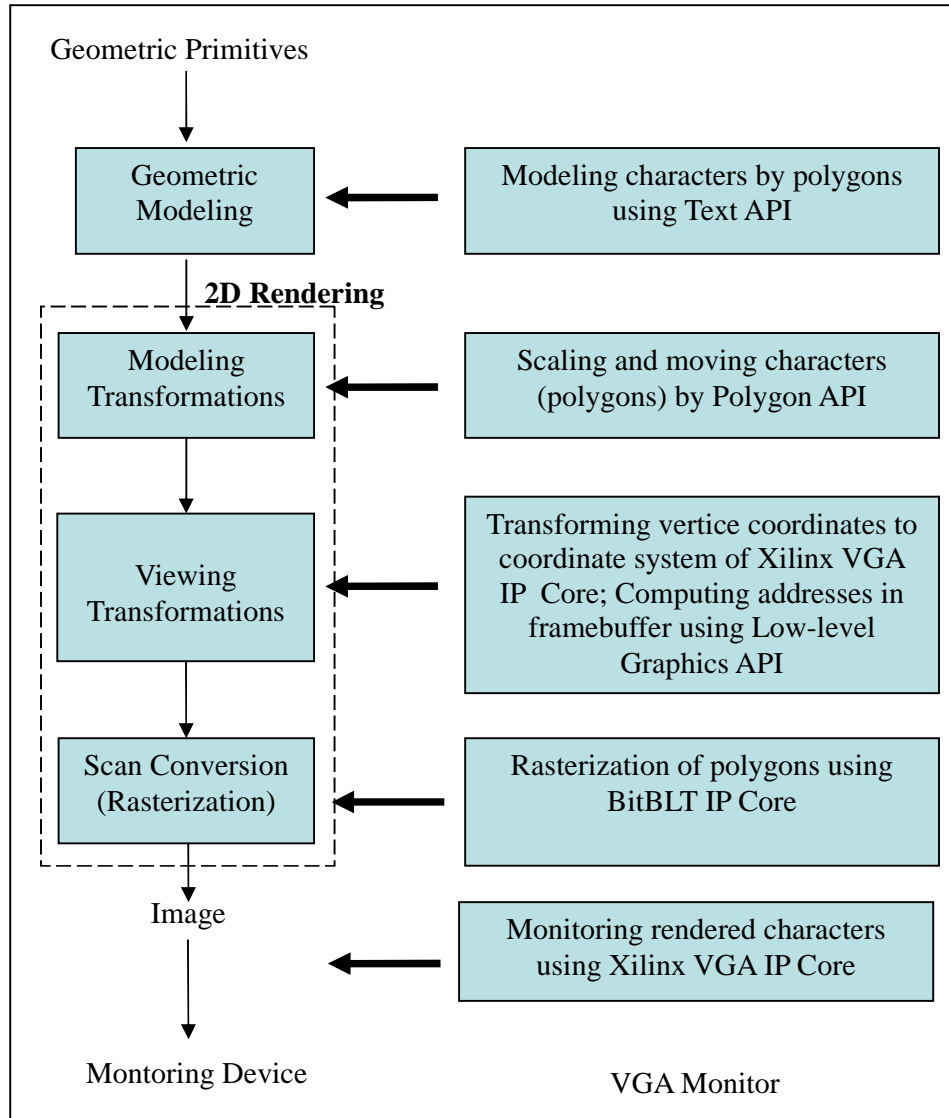 Geometric Primitives
Geometric
Modeling
Modeling characters by polygons
using Text API
2D Rendering
Modeling
Transformations
Scaling and moving characters
(polygons) by Polygon API
Viewing
Transformations
Transforming vertice coordinates to
coordinate system of Xilinx VGA
IP Core; Computing addresses in
framebuffer using Low-level
Graphics API
Scan Conversion
(Rasterization)
Rasterization of polygons using
BitBLT IP Core
Image
Monitoring rendered characters
using Xilinx VGA IP Core
Montoring Device
VGA Monitor